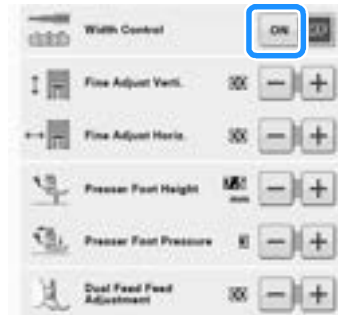 Width Control ON
Fine Adjust Verti. - +
Fine Adjust Horiz. - +
Presser Foot Height mm - +
Presser Foot Pressure - +
Dual Feed Feed
Adjustment - +